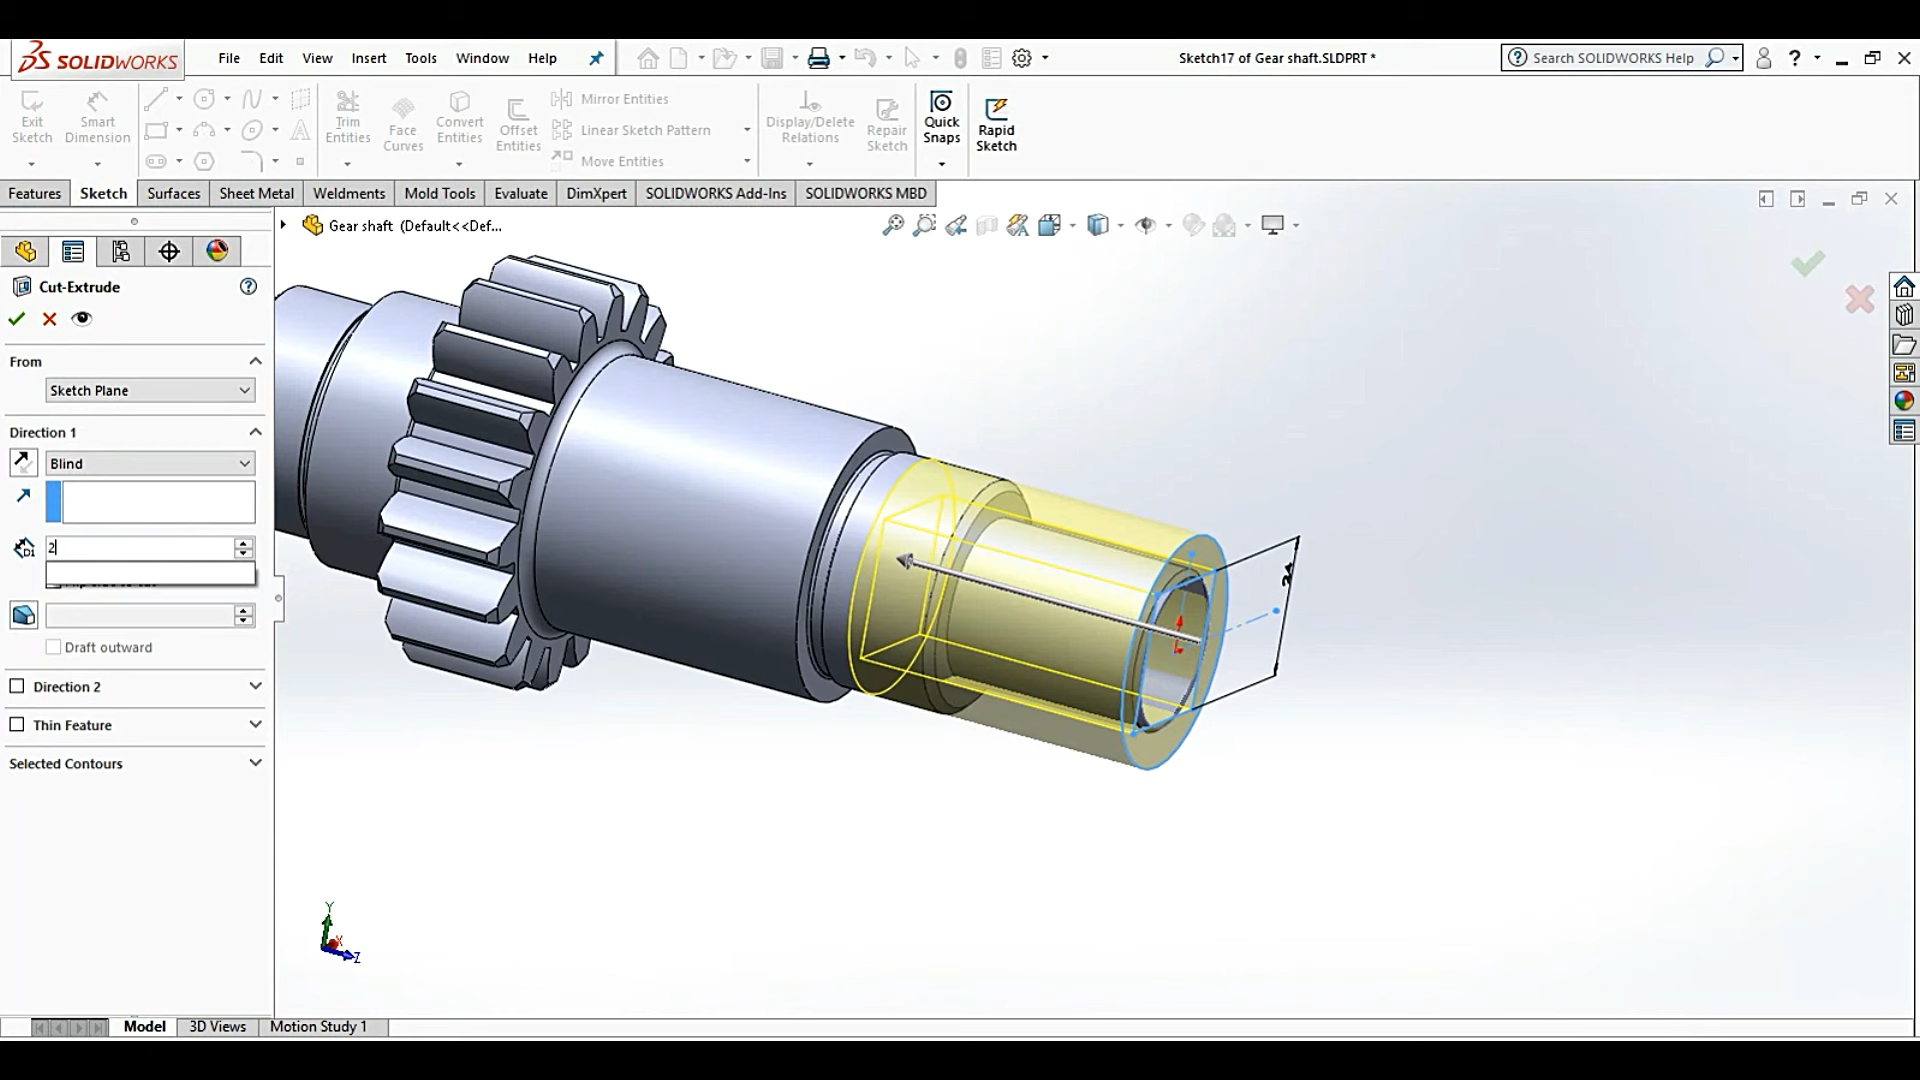 SOLIDWORKS
File Edit View Insert Tools Window Help
Sketch17 of Gear shaft.SLDPRT *
Search SOLIDWORKS Help
Exit Sketch
Smart Dimension
Trim Entities
Face Curves
Convert Entities
Offset Entities
Mirror Entities
Linear Sketch Pattern
Move Entities
Display/Delete Relations
Repair Sketch
Quick Snaps
Rapid Sketch
Features Sketch Surfaces Sheet Metal Weldments Mold Tools Evaluate DimXpert SOLIDWORKS Add-Ins SOLIDWORKS MBD
Gear shaft (Default<<Def...
Cut-Extrude
From
Sketch Plane
Direction 1
Blind
D1
2
Draft outward
Direction 2
Thin Feature
Selected Contours
24
Y
X
Z
Model 3D Views Motion Study 1